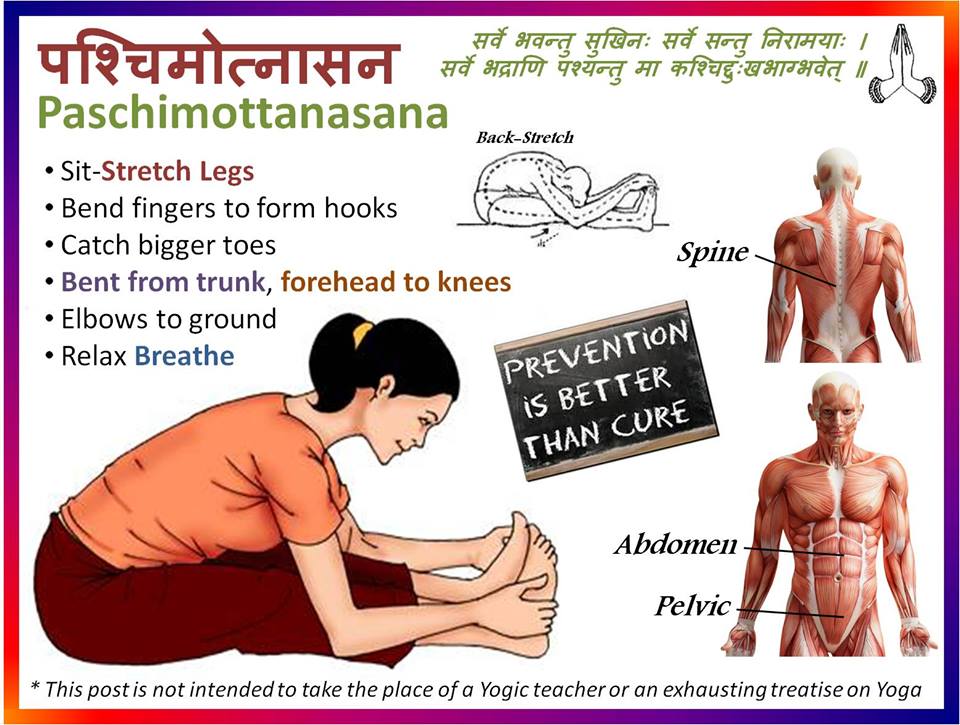 पश्चिमोत्नासन
Paschimottanasana
सर्वे भवन्तु सुखिनः सर्वे सन्तु निरामयाः ।
सर्वे भद्राणि पश्यन्तु मा कश्चिद्दुःखभाग्भवेत् ॥
• Sit-Stretch Legs
• Bend fingers to form hooks
• Catch bigger toes
• Bent from trunk, forehead to knees
• Elbows to ground
• Relax Breathe
Back-Stretch
Spine
PREVENTION
iS BETTER
THAN CURE
Abdomen
Pelvic
* This post is not intended to take the place of a Yogic teacher or an exhausting treatise on Yoga